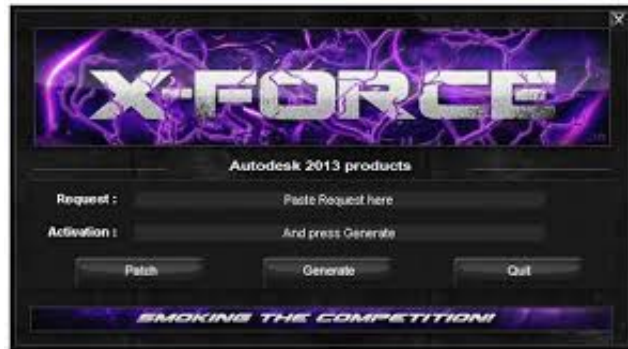 X-FORCE
Autodesk 2013 products
Request : Paste Request here
Activation : And press Generate
Patch Generate Quit
SMOKING THE COMPETITION!